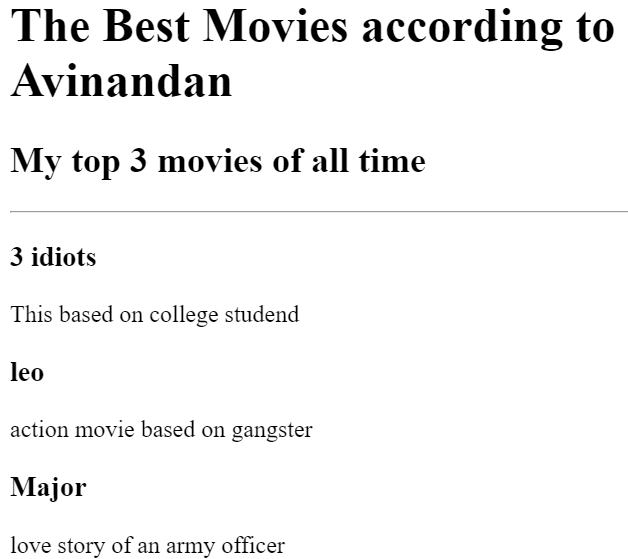 The Best Movies according to
Avinandan
My top 3 movies of all time
3 idiots
This based on college studend
leo
action movie based on gangster
Major
love story of an army officer